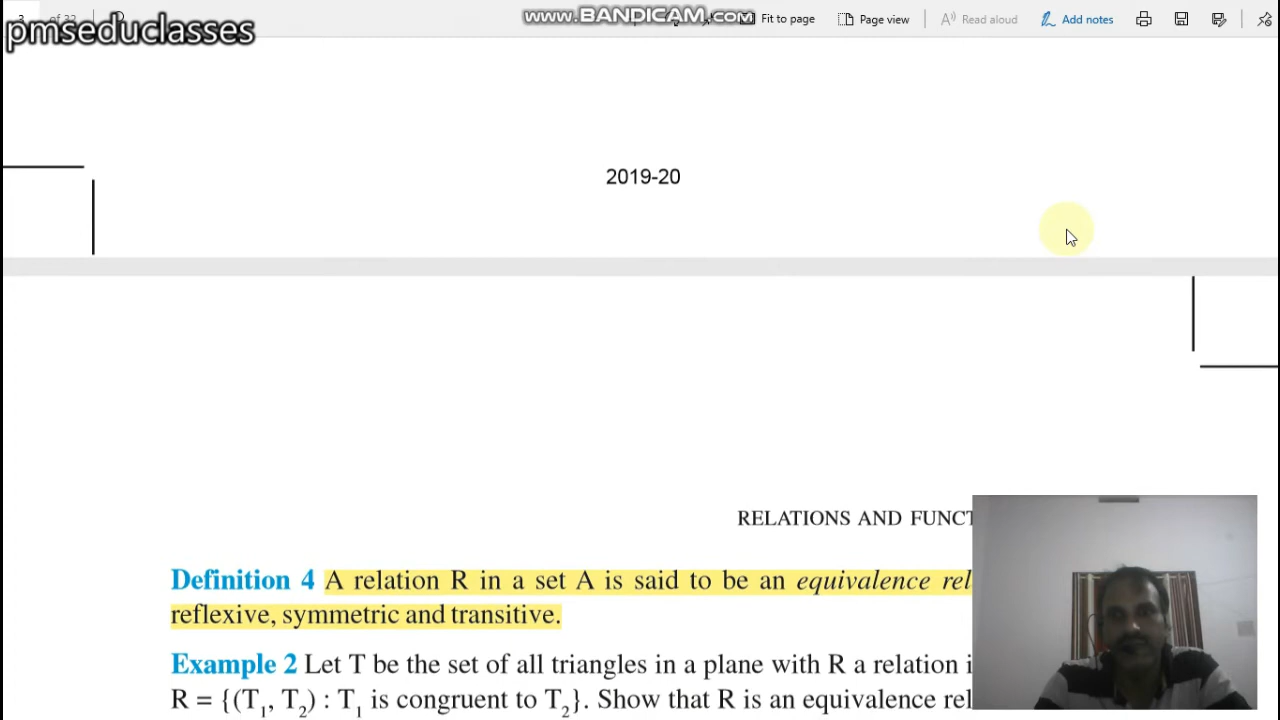 3 of 32 www.BANDICAM.com Fit to page Page view Read aloud Add notes
pmseduclasses
2019-20
RELATIONS AND FUNCT
Definition 4 A relation R in a set A is said to be an equivalence rel
reflexive, symmetric and transitive.
Example 2 Let T be the set of all triangles in a plane with R a relation i
R = {(T₁, T₂) : T₁ is congruent to T₂}. Show that R is an equivalence rel